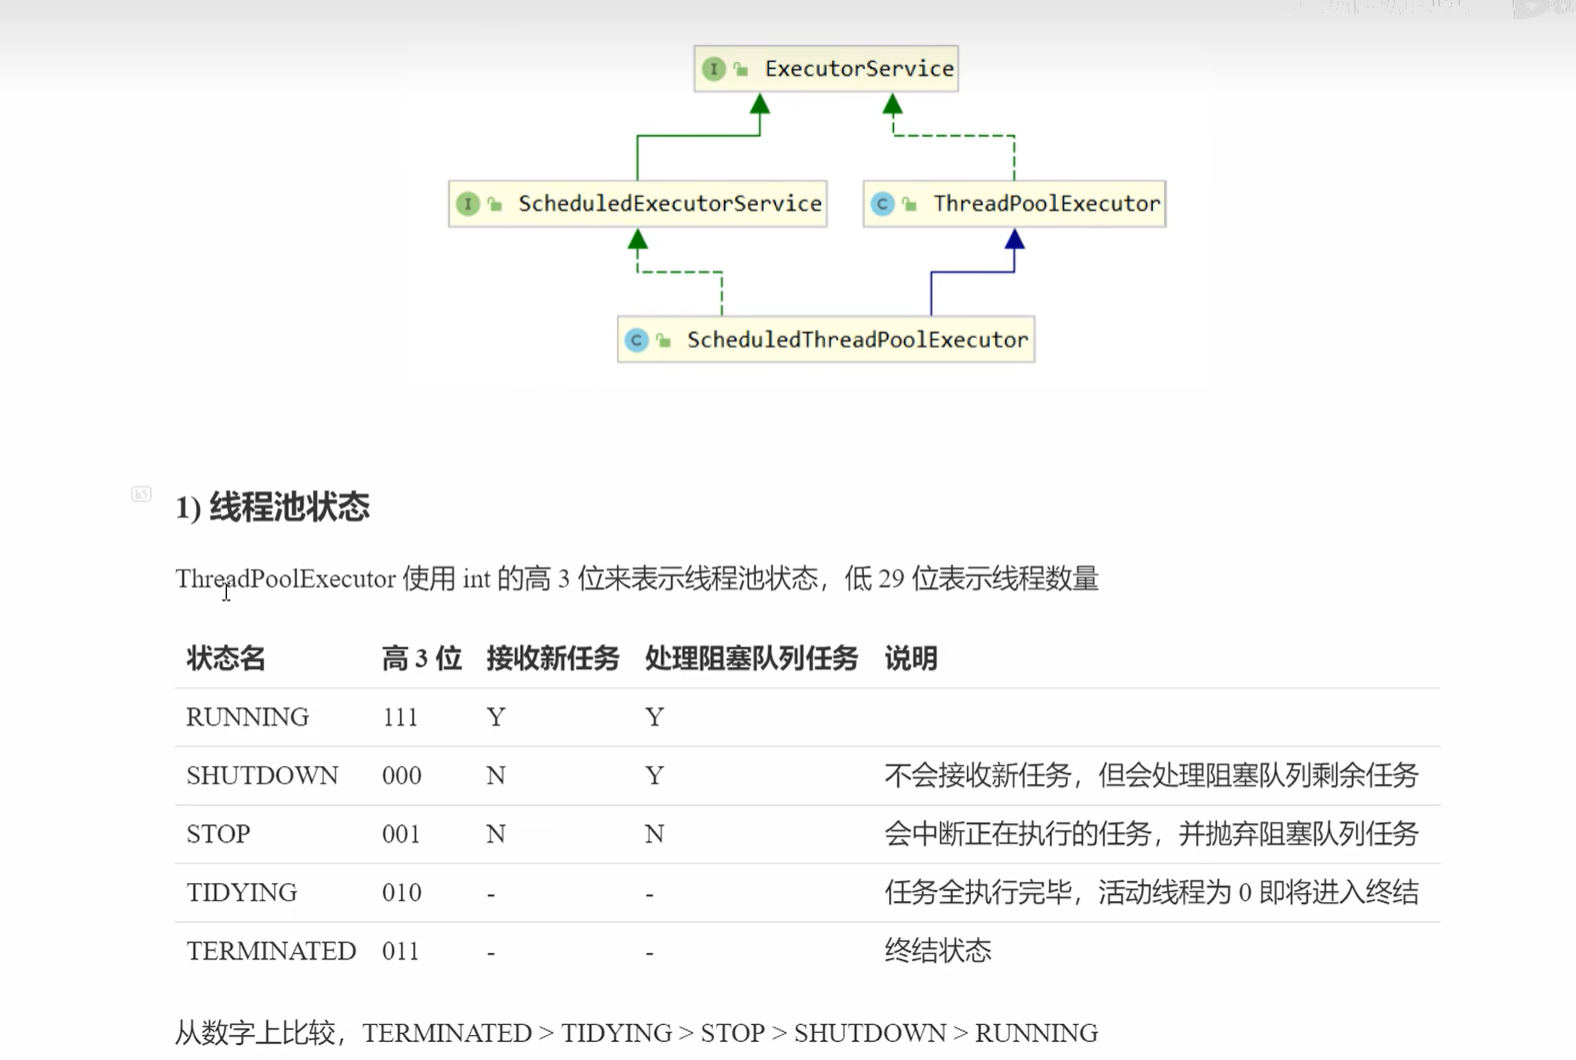 I ExecutorService
I ScheduledExecutorService C ThreadPoolExecutor
C ScheduledThreadPoolExecutor
h5
1) 线程池状态
ThreadPoolExecutor 使用 int 的高 3 位来表示线程池状态，低 29 位表示线程数量
状态名 高 3 位 接收新任务 处理阻塞队列任务 说明
RUNNING 111 Y Y
SHUTDOWN 000 N Y 不会接收新任务，但会处理阻塞队列剩余任务
STOP 001 N N 会中断正在执行的任务，并抛弃阻塞队列任务
TIDYING 010 - - 任务全执行完毕，活动线程为 0 即将进入终结
TERMINATED 011 - - 终结状态
从数字上比较，TERMINATED > TIDYING > STOP > SHUTDOWN > RUNNING